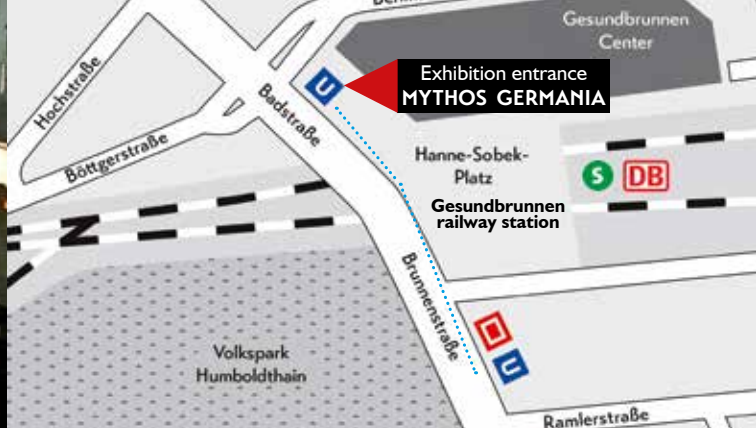 Gesundbrunnen
Center
Exhibition entrance
MYTHOS GERMANIA
U
Hochstraße
Badstraße
Böttgerstraße
Hanne-Sobek-
Platz
S
DB
Gesundbrunnen
railway station
Brunnenstraße
U
Volkspark
Humboldthain
Ramlerstraße